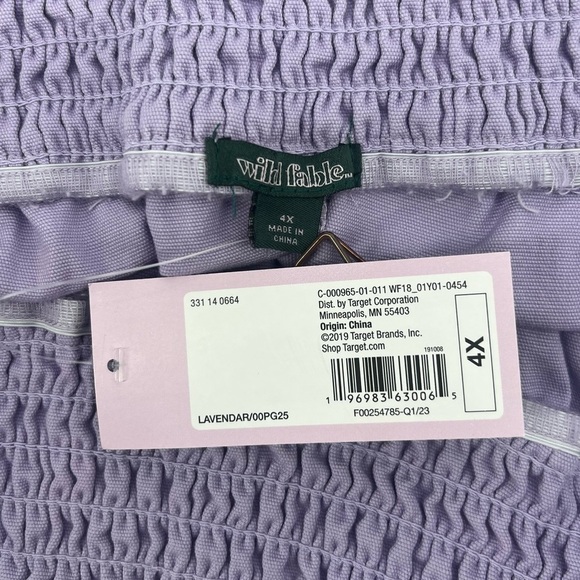 wild fable™
4X
MADE IN
CHINA
331 14 0664
C-000965-01-011 WF18_01Y01-0454
Dist. by Target Corporation
Minneapolis, MN 55403
Origin: China
©2019 Target Brands, Inc.
Shop Target.com
191008
1 96983 63006 5
LAVENDAR/00PG25
F00254785-Q1/23
4X